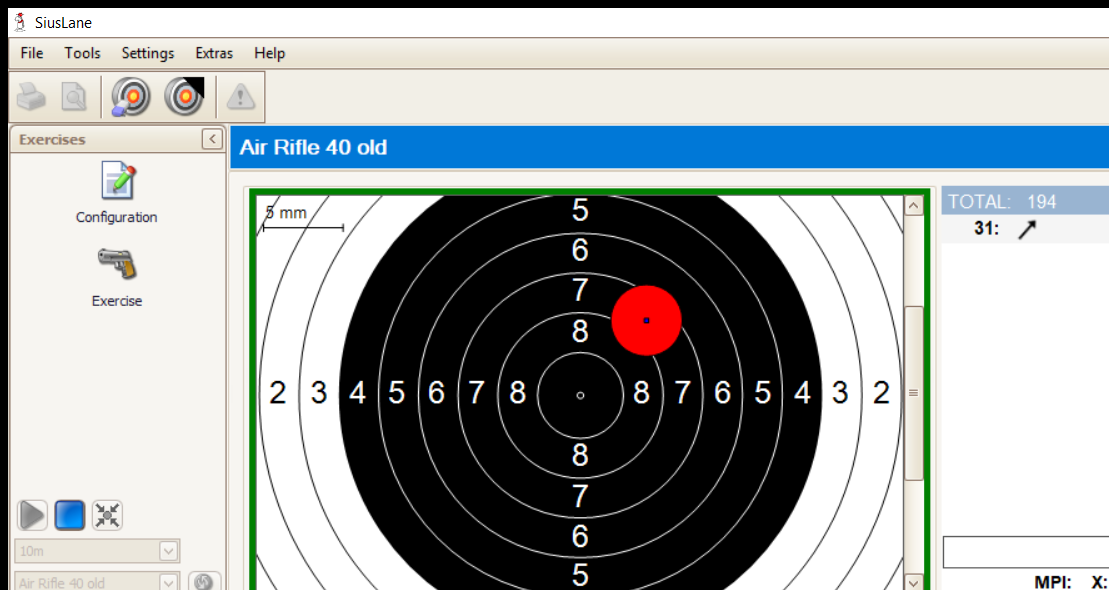 SiusLane
File Tools Settings Extras Help
Exercises
Air Rifle 40 old
Configuration
Exercise
10m
Air Rifle 40 old
5 mm
5
6
7
8
2 3 4 5 6 7 8 8 7 6 5 4 3 2
8
7
6
5
TOTAL: 194
31:
MPI: X: